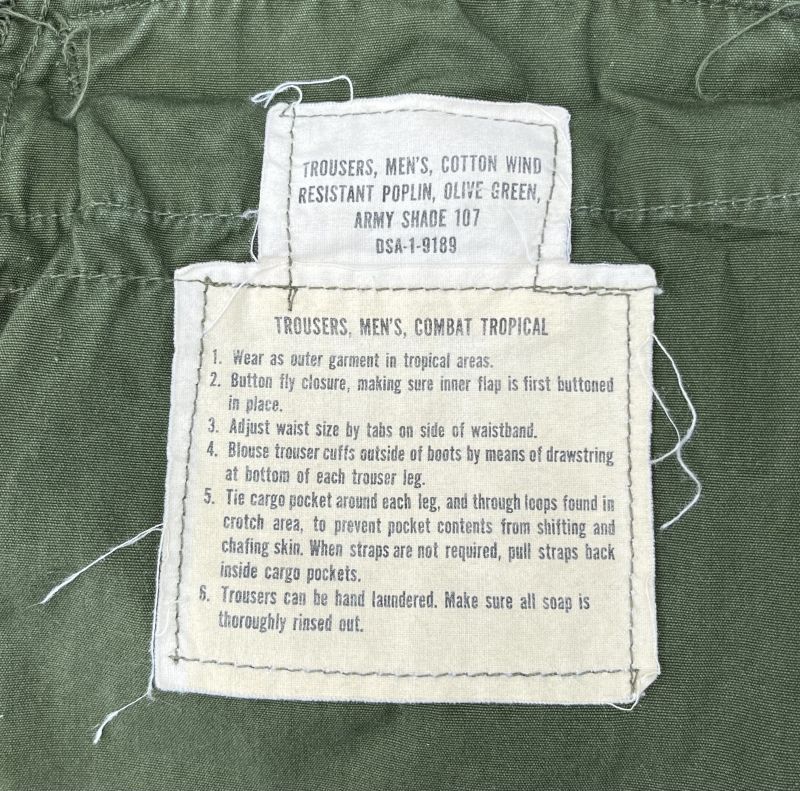 TROUSERS, MEN'S, COTTON WIND
RESISTANT POPLIN, OLIVE GREEN,
ARMY SHADE 107
DSA-1-9189
TROUSERS, MEN'S, COMBAT TROPICAL
1. Wear as outer garment in tropical areas.
2. Button fly closure, making sure inner flap is first buttoned
in place.
3. Adjust waist size by tabs on side of waistband.
4. Blouse trouser cuffs outside of boots by means of drawstring
at bottom of each trouser leg.
5. Tie cargo pocket around each leg, and through loops found in
crotch area, to prevent pocket contents from shifting and
chafing skin. When straps are not required, pull straps back
inside cargo pockets.
6. Trousers can be hand laundered. Make sure all soap is
thoroughly rinsed out.